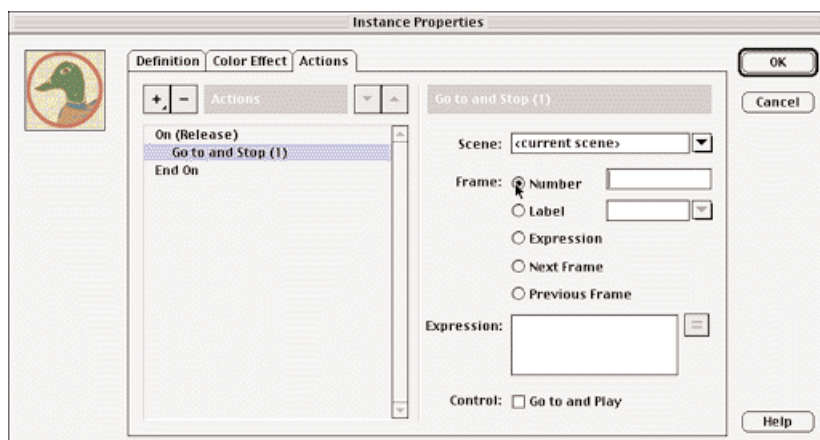 Instance Properties
Definition Color Effect Actions
OK
Cancel
+ - Actions
Go to and Stop (1)
On (Release)
Go to and Stop (1)
End On
Scene: <current scene>
Frame: Number
Label
Expression
Next Frame
Previous Frame
Expression: =
Control: Go to and Play
Help